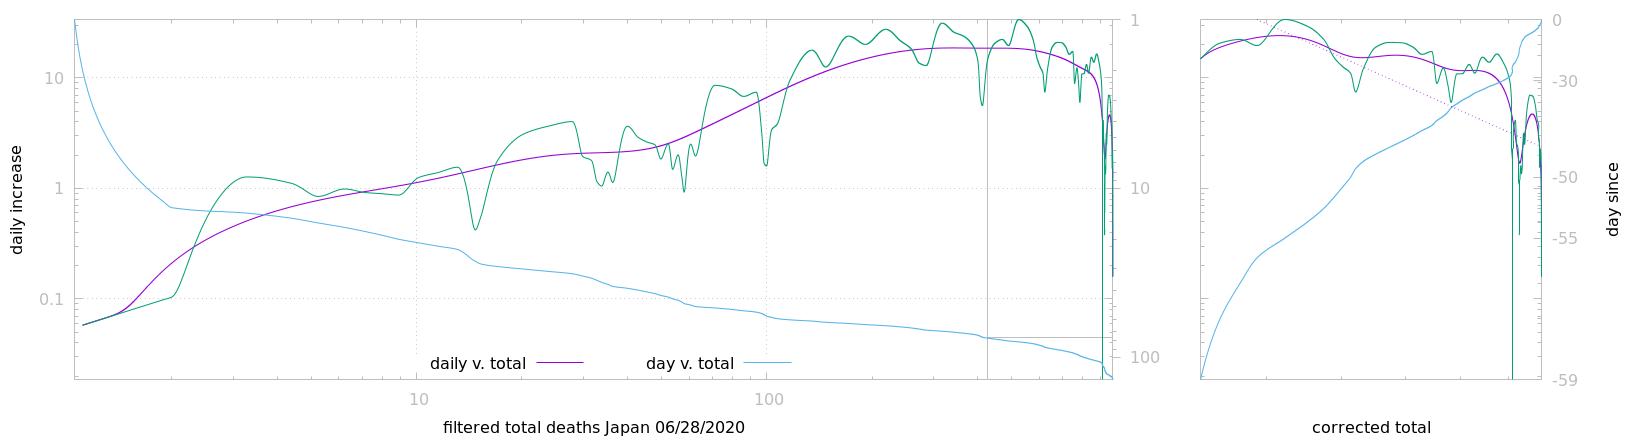 daily increase
10
1
0.1
daily v. total
day v. total
10
100
1
10
100
filtered total deaths Japan 06/28/2020
0
-30
-50
-55
-59
day since
corrected total